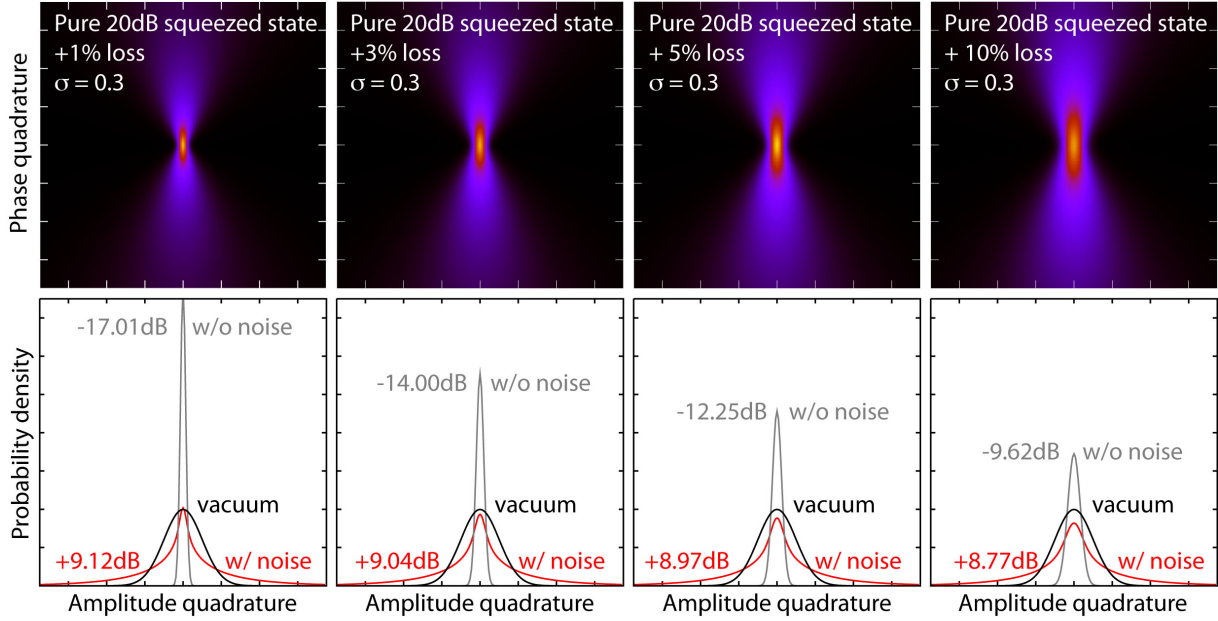 Pure 20dB squeezed state
+1% loss
σ = 0.3
Pure 20dB squeezed state
+3% loss
σ = 0.3
Pure 20dB squeezed state
+ 5% loss
σ = 0.3
Pure 20dB squeezed state
+ 10% loss
σ = 0.3
Phase quadrature
-17.01dB w/o noise
vacuum
+9.12dB w/ noise
-14.00dB w/o noise
vacuum
+9.04dB w/ noise
-12.25dB w/o noise
vacuum
+8.97dB w/ noise
-9.62dB w/o noise
vacuum
+8.77dB w/ noise
Probability density
Amplitude quadrature
Amplitude quadrature
Amplitude quadrature
Amplitude quadrature